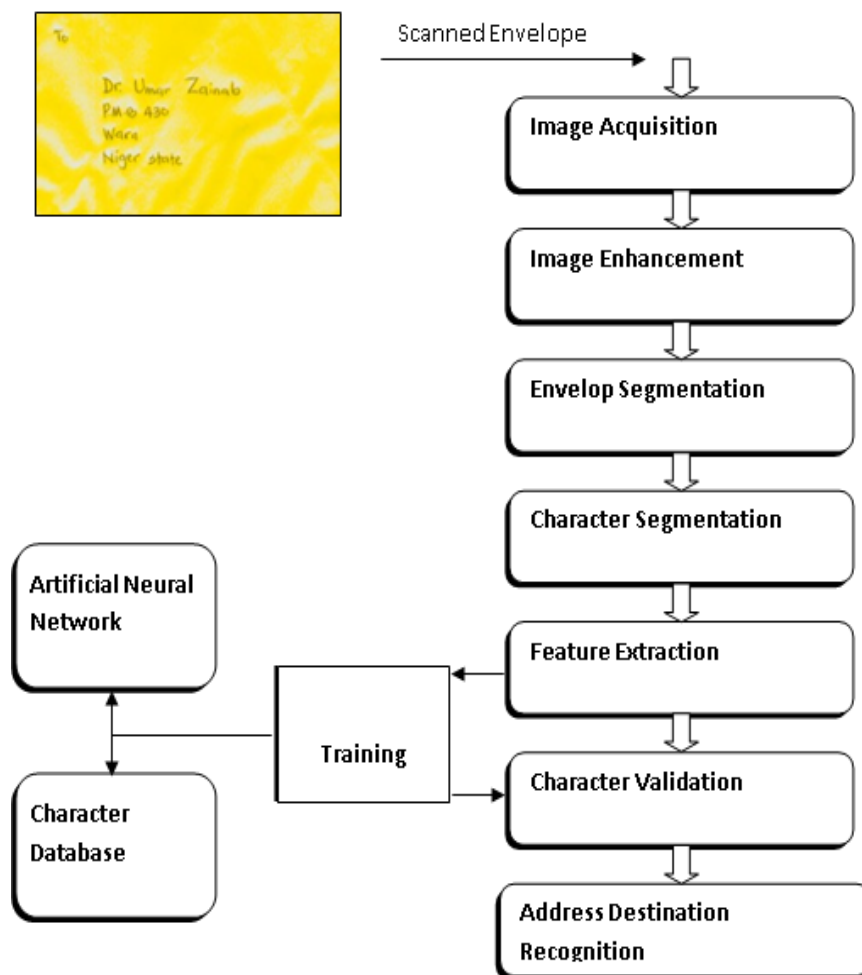 To
Dr. Umar Zainab
P.M.B 430
Wara
Niger state
Scanned Envelope
Image Acquisition
Image Enhancement
Envelop Segmentation
Character Segmentation
Feature Extraction
Character Validation
Address Destination
Recognition
Training
Artificial Neural
Network
Character
Database